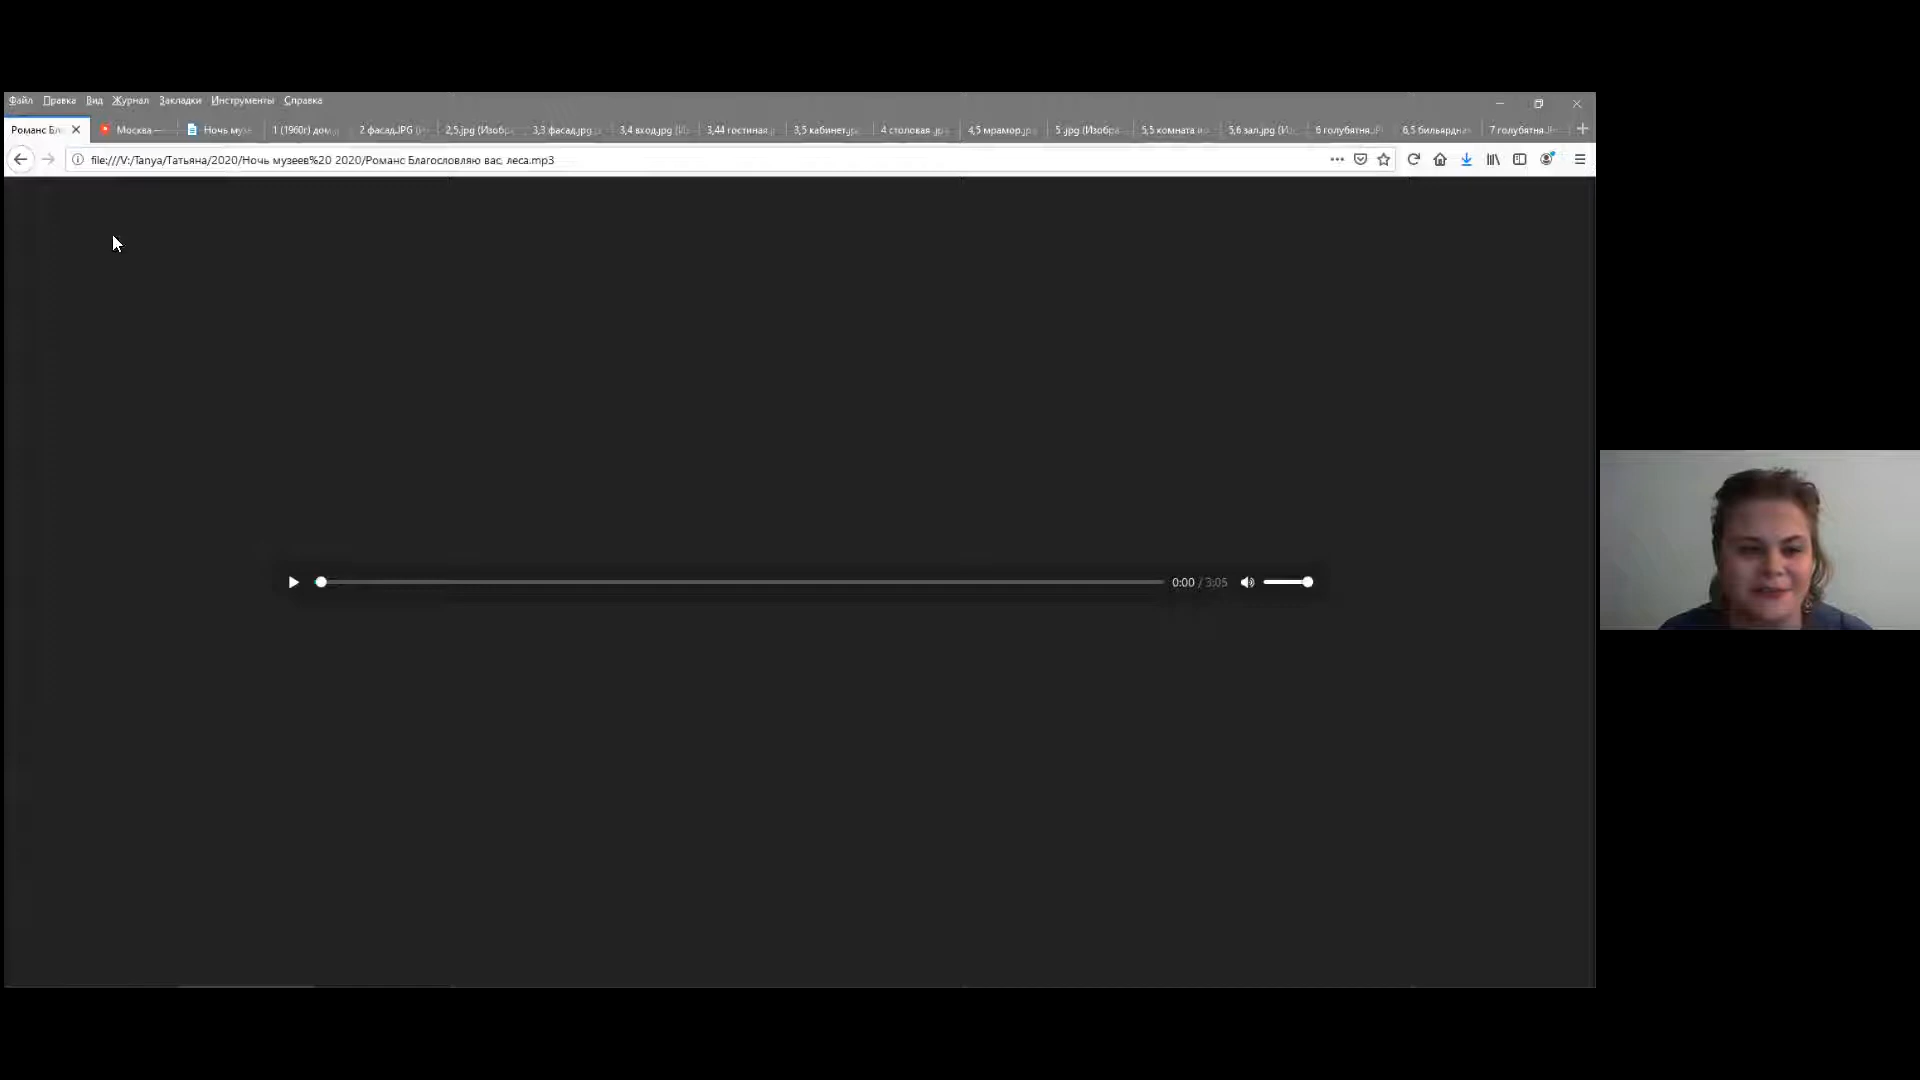 Файл Правка Вид Журнал Закладки Инструменты Справка
Романс Бл Москва — Ночь музе 1 (1960г) дом 2 фасад.JPG 2,5.jpg (Изобр 3,3 фасад.jpg 3,4 вход.jpg 3,44 гостиная 3,5 кабинет.jp 4 столовая .jp 4,5 мрамор.jp 5 .jpg (Изобра 5,5 комната 5,6 зал.jpg (И 6 голубятня. 6,5 бильярдна 7 голубятня.
file:///V:/Tanya/Татьяна/2020/Ночь музеев%20 2020/Романс Благословляю вас, леса.mp3
0:00 / 3:05